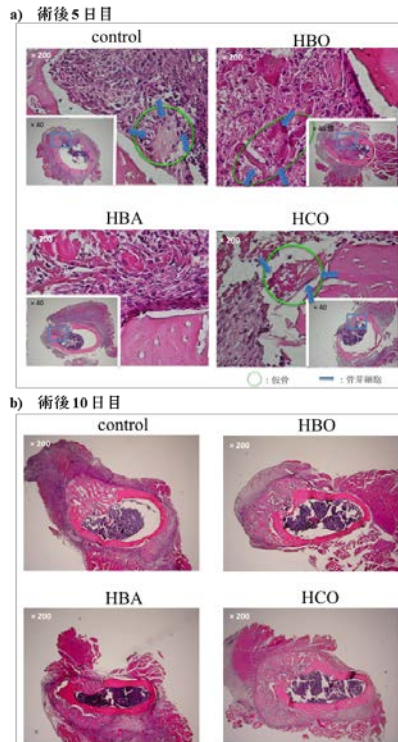 a) 術後5日目
control
HBO
× 200
× 200
× 40
× 40
HBA
HCO
× 200
× 200
× 40
× 40
○ : 仮骨
: 骨芽細胞
b) 術後10日目
control
HBO
× 200
× 200
HBA
HCO
× 200
× 200